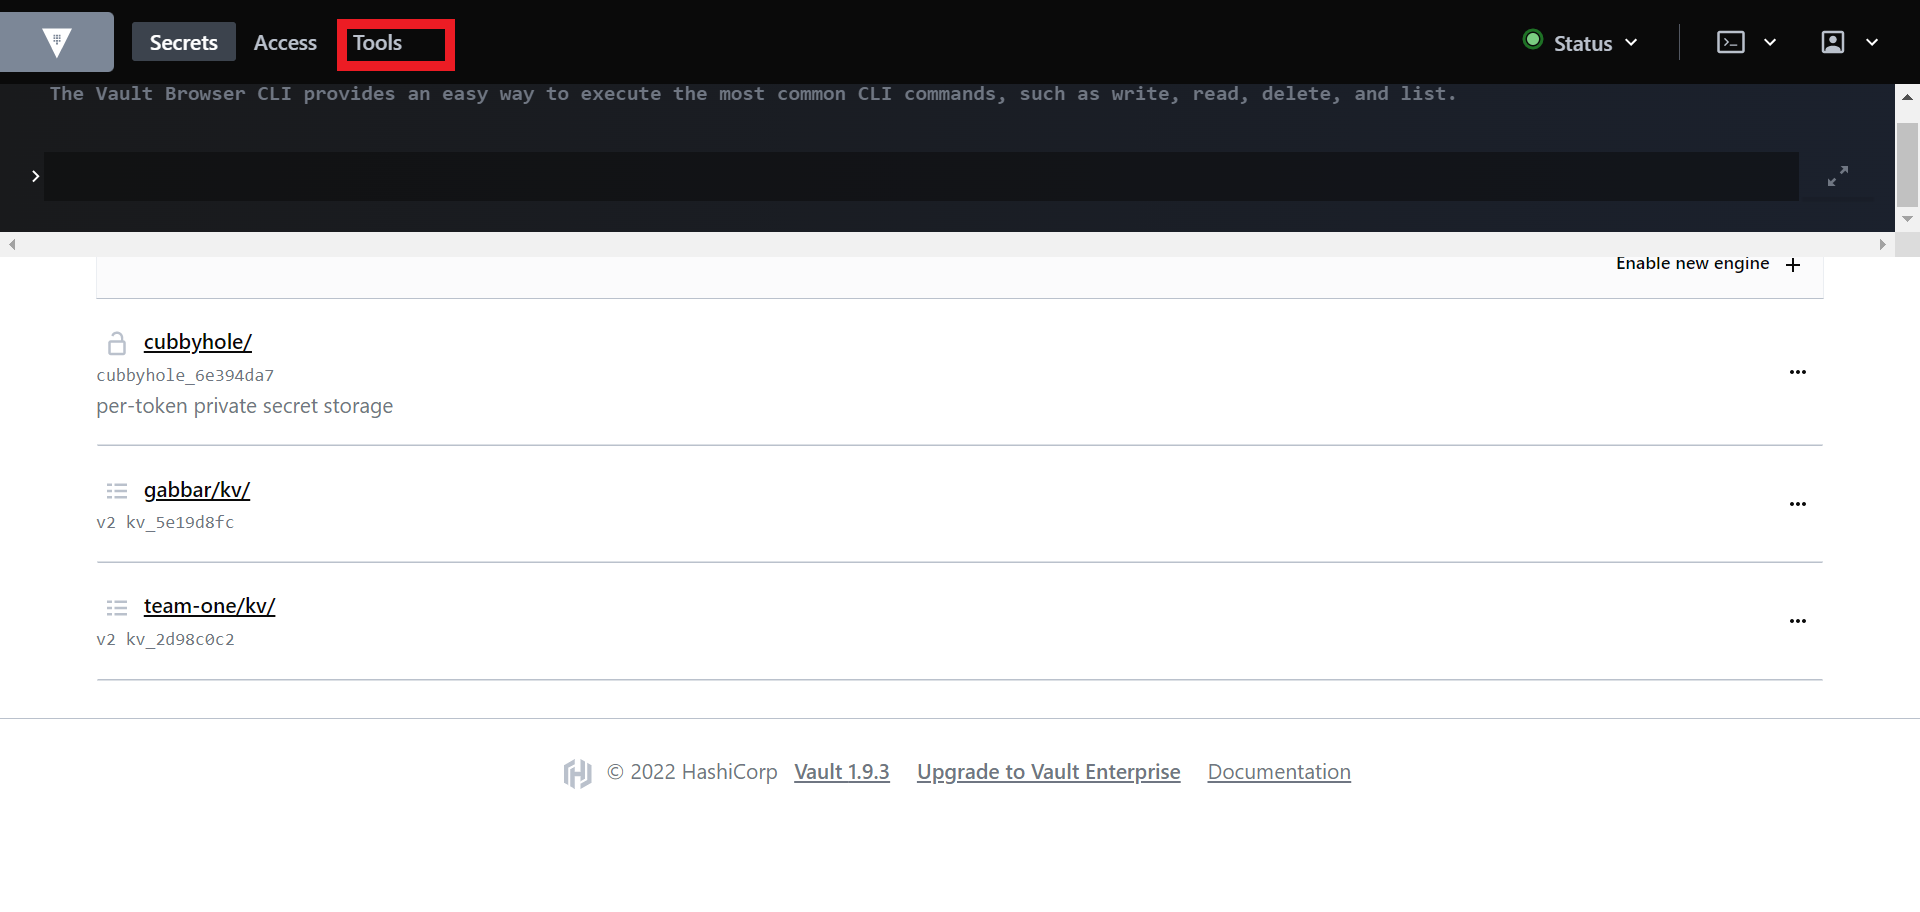 Secrets Access Tools Status
The Vault Browser CLI provides an easy way to execute the most common CLI commands, such as write, read, delete, and list.
Enable new engine +
cubbyhole/
cubbyhole_6e394da7
per-token private secret storage
gabbar/kv/
v2 kv_5e19d8fc
team-one/kv/
v2 kv_2d98c0c2
© 2022 HashiCorp Vault 1.9.3 Upgrade to Vault Enterprise Documentation